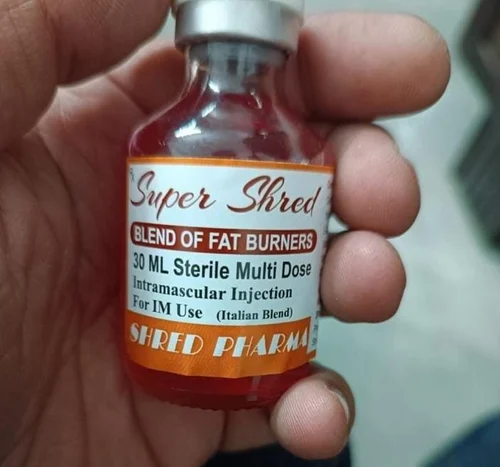 Rx
Super Shred
BLEND OF FAT BURNERS
30 ML Sterile Multi Dose
Intramascular Injection
For IM Use (Italian Blend)
SHRED PHARMA